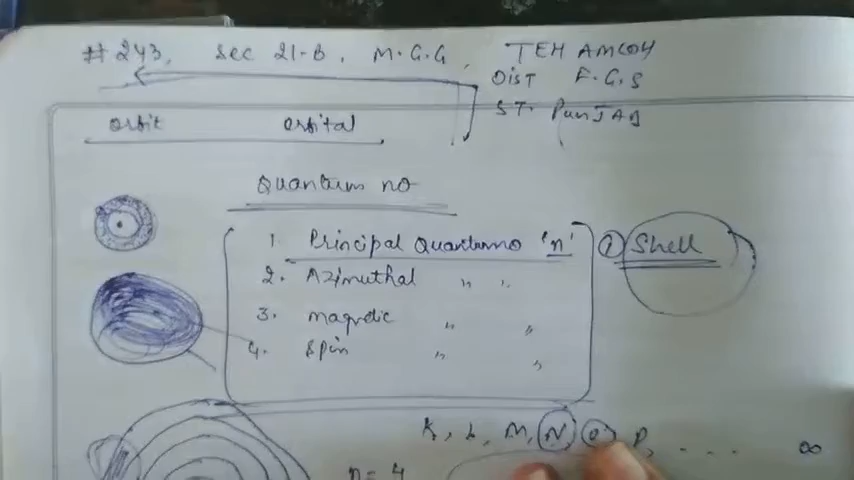 #243, Sec 21-B, M.G.G, TEH AMLOH
DIST F.G.S
ST. PUNJAB
orbit orbital
Quantum no
1. Principal Quantum no 'n' ① Shell
2. Azimuthal " "
3. magnetic " "
4. Spin " "
K, L, M, N, O, P, .... ∞
n = 4